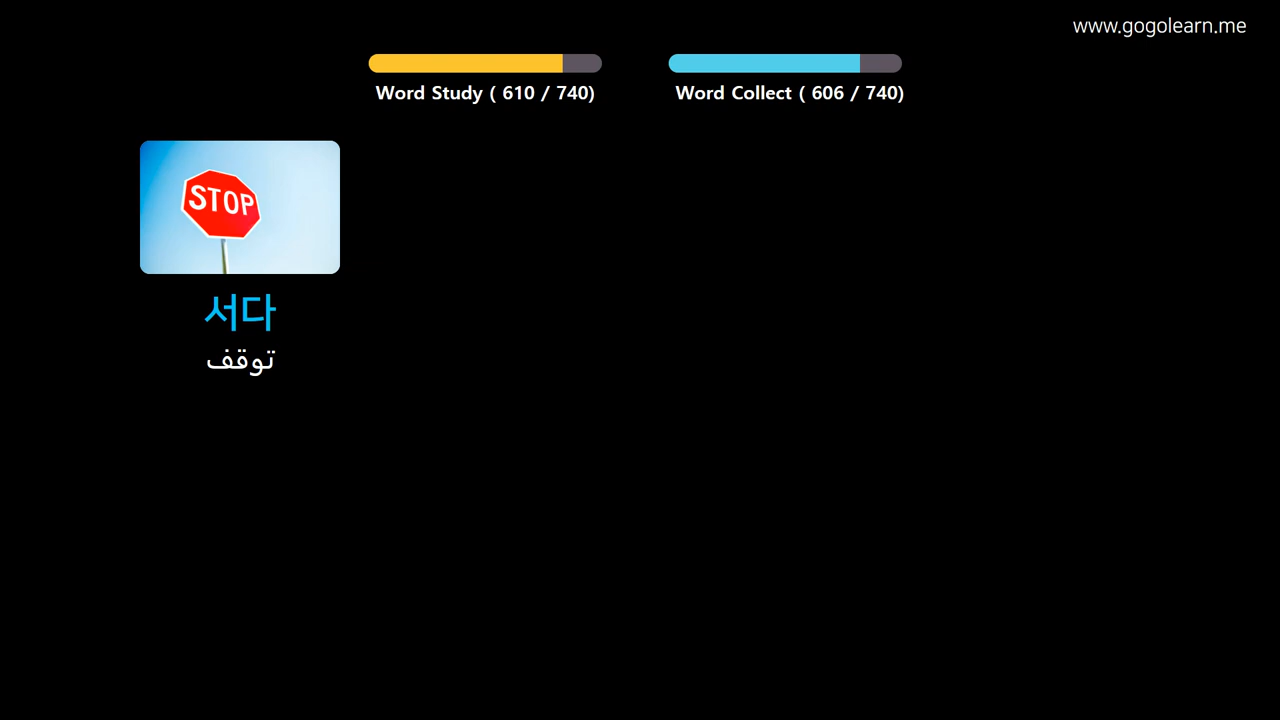 www.gogolearn.me
Word Study ( 610 / 740)
Word Collect ( 606 / 740)
STOP
서다
توقف